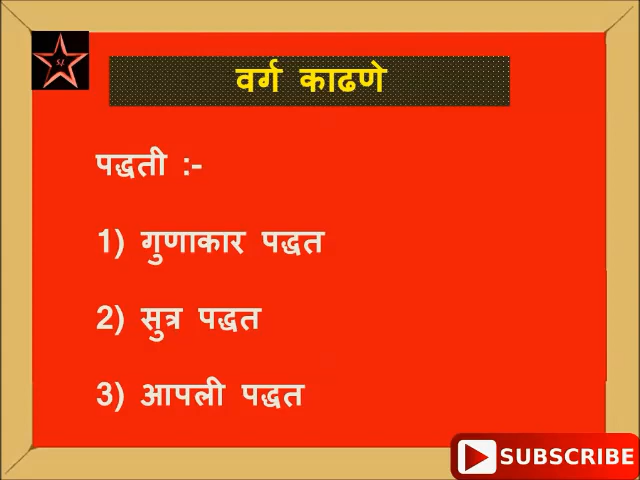 वर्ग काढणे
पद्धती :-
1) गुणाकार पद्धत
2) सुत्र पद्धत
3) आपली पद्धत
SUBSCRIBE